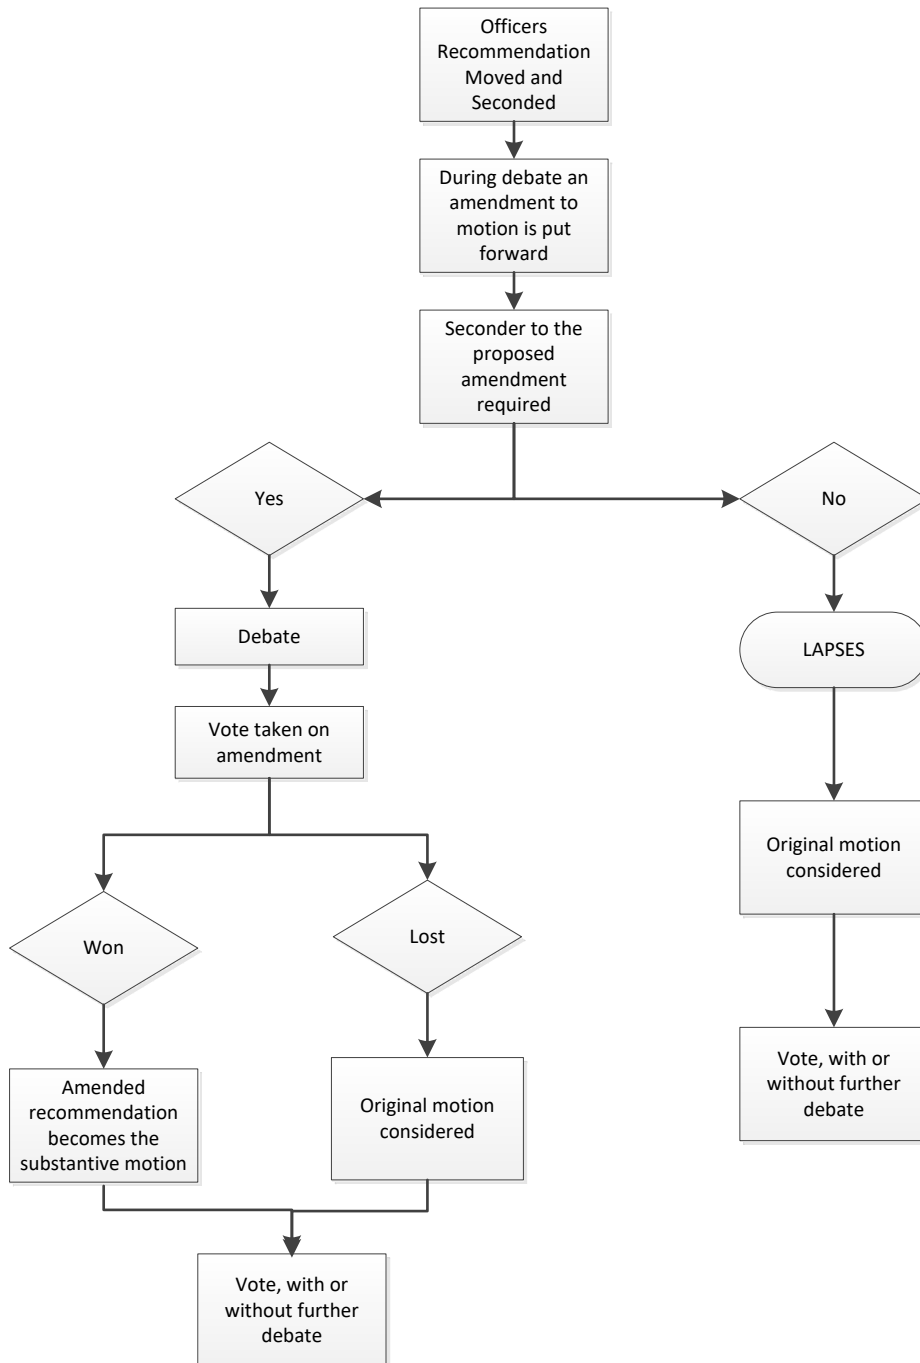 Officers
Recommendation
Moved and
Seconded
During debate an
amendment to
motion is put
forward
Seconder to the
proposed
amendment
required
Yes
No
Debate
LAPSES
Vote taken on
amendment
Original motion
considered
Won
Lost
Vote, with or
without further
debate
Amended
recommendation
becomes the
substantive motion
Original motion
considered
Vote, with or
without further
debate